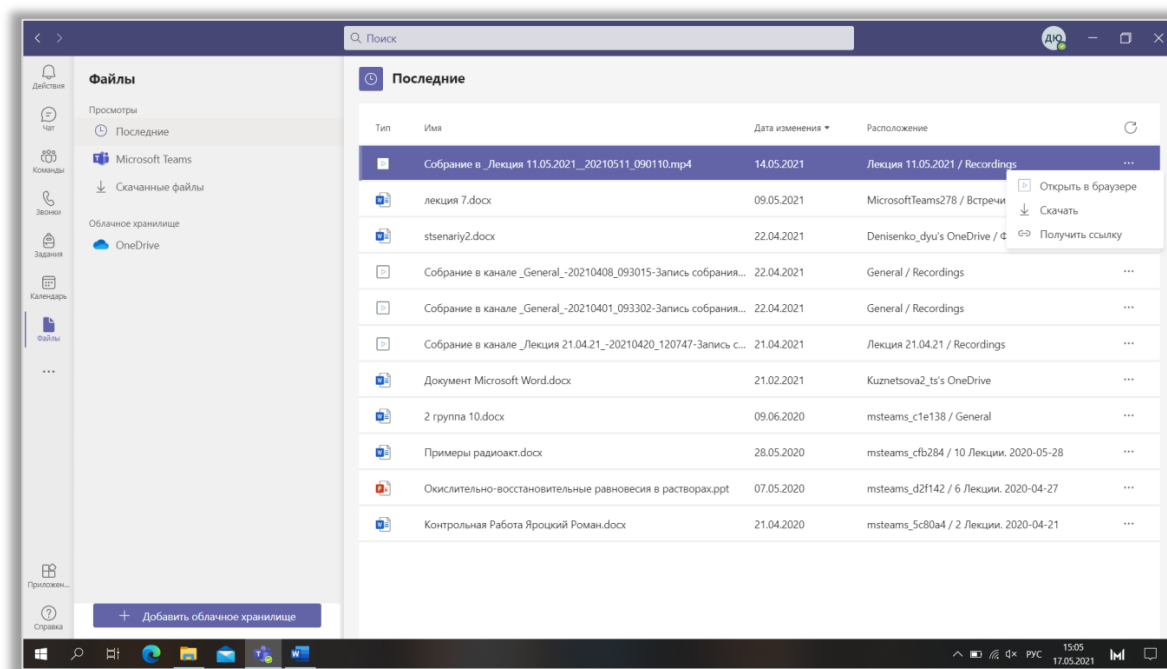 Поиск
ДЮ
Действия
Чат
Команды
Звонки
Задания
Календарь
Файлы
Приложен...
Справка
Файлы
Просмотры
Последние
Microsoft Teams
Скачанные файлы
Облачное хранилище
OneDrive
Добавить облачное хранилище
Последние
Тип Имя Дата изменения Расположение
Собрание в _Лекция 11.05.2021__20210511_090110.mp4 14.05.2021 Лекция 11.05.2021 / Recordings
Открыть в браузере
Скачать
Получить ссылку
лекция 7.docx 09.05.2021 MicrosoftTeams278 / Встречи
stsenariy2.docx 22.04.2021 Denisenko_dyu's OneDrive / Ф
Собрание в канале _General_-20210408_093015-Запись собрания... 22.04.2021 General / Recordings
Собрание в канале _General_-20210401_093302-Запись собрания... 22.04.2021 General / Recordings
Собрание в канале _Лекция 21.04.21_-20210420_120747-Запись с... 21.04.2021 Лекция 21.04.21 / Recordings
Документ Microsoft Word.docx 21.02.2021 Kuznetsova2_ts's OneDrive
2 группа 10.docx 09.06.2020 msteams_c1e138 / General
Примеры радиоакт.docx 28.05.2020 msteams_cfb284 / 10 Лекции. 2020-05-28
Окислительно-восстановительные равновесия в растворах.ppt 07.05.2020 msteams_d2f142 / 6 Лекции. 2020-04-27
Контрольная Работа Яроцкий Роман.docx 21.04.2020 msteams_5c80a4 / 2 Лекции. 2020-04-21
РУС
15:05
17.05.2021